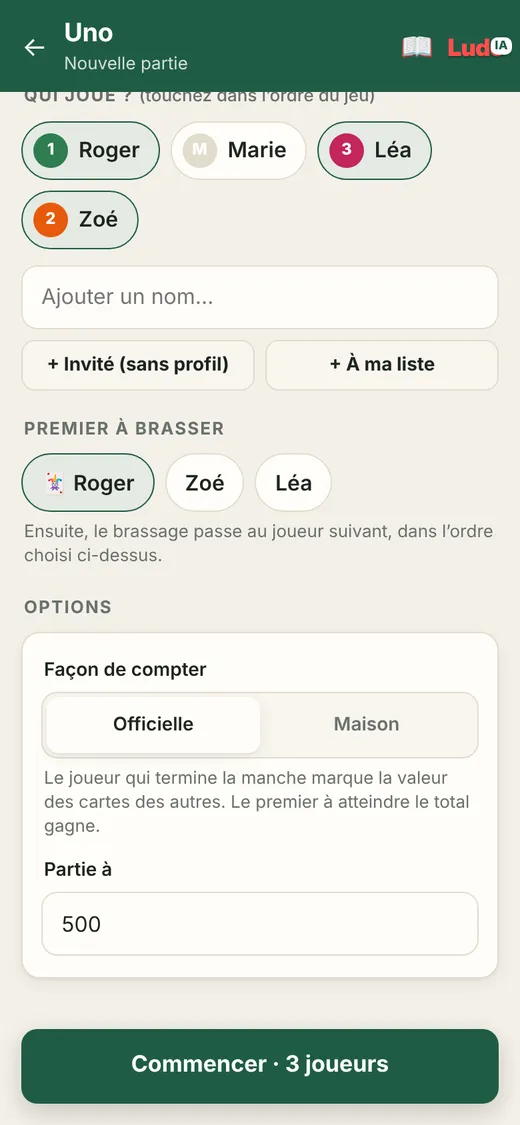 Uno
Nouvelle partie
Lud
IA
QUI JOUE ? (touchez dans l'ordre du jeu)
1 Roger
M Marie
3 Léa
2 Zoé
Ajouter un nom...
+ Invité (sans profil)
+ À ma liste
PREMIER À BRASSER
Roger
Zoé
Léa
Ensuite, le brassage passe au joueur suivant, dans l’ordre
choisi ci-dessus.
OPTIONS
Façon de compter
Officielle
Maison
Le joueur qui termine la manche marque la valeur
des cartes des autres. Le premier à atteindre le total
gagne.
Partie à
500
Commencer · 3 joueurs